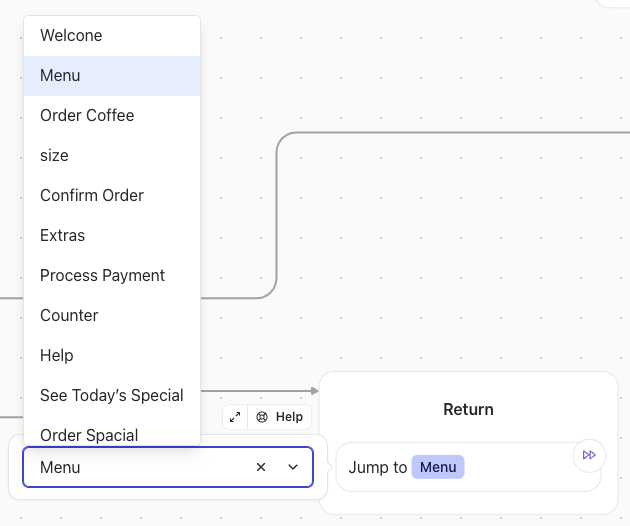 Welcone
Menu
Order Coffee
size
Confirm Order
Extras
Process Payment
Counter
Help
See Today’s Special
Order Spacial
Help
Menu
Return
Jump to Menu